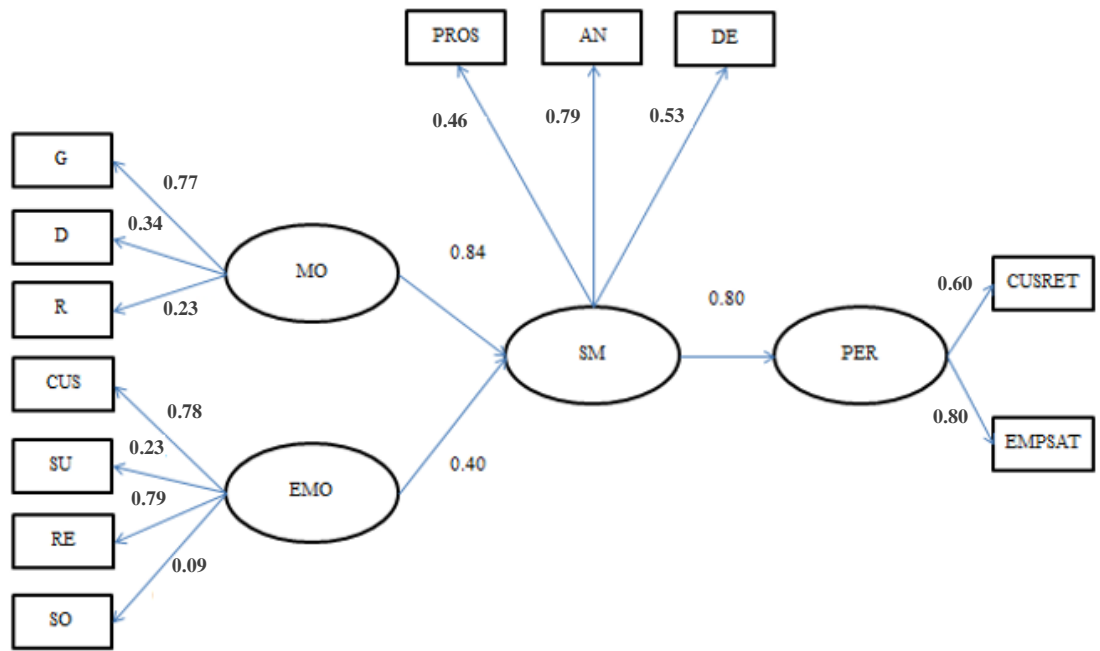 PROS
AN
DE
0.46
0.79
0.53
G
0.77
D
0.34
R
0.23
MO
0.84
CUS
0.78
SU
0.23
RE
0.79
SO
0.09
EMO
0.40
SM
0.80
PER
0.60
CUSRET
0.80
EMPSAT